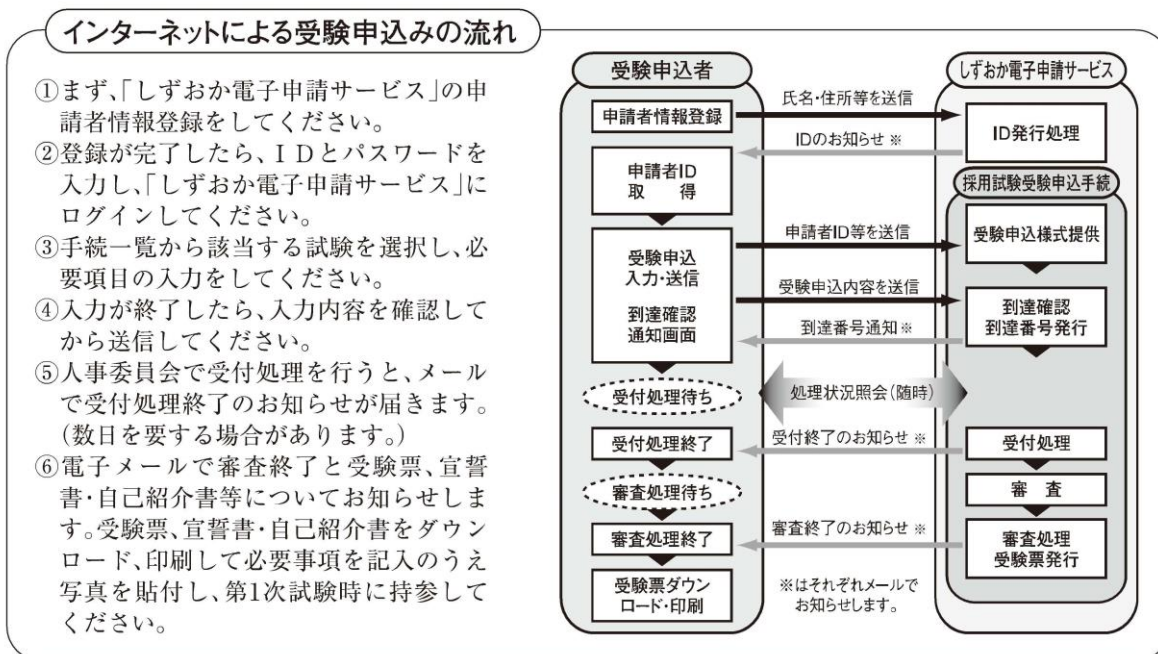 インターネットによる受験申込みの流れ
①まず、「しずおか電子申請サービス」の申
請者情報登録をしてください。
②登録が完了したら、ＩＤとパスワードを
入力し、「しずおか電子申請サービス」に
ログインしてください。
③手続一覧から該当する試験を選択し、必
要項目の入力をしてください。
④入力が終了したら、入力内容を確認して
から送信してください。
⑤人事委員会で受付処理を行うと、メール
で受付処理終了のお知らせが届きます。
(数日を要する場合があります。)
⑥電子メールで審査終了と受験票、宣誓
書・自己紹介書等についてお知らせしま
す。受験票、宣誓書・自己紹介書をダウン
ロード、印刷して必要事項を記入のうえ
写真を貼付し、第1次試験時に持参して
ください。
受験申込者
申請者情報登録
申請者ID
取　得
受験申込
入力・送信
到達確認
通知画面
受付処理待ち
受付処理終了
審査処理待ち
審査処理終了
受験票ダウン
ロード・印刷
氏名・住所等を送信
IDのお知らせ ※
申請者ID等を送信
受験申込内容を送信
到達番号通知 ※
処理状況照会(随時)
受付終了のお知らせ ※
審査終了のお知らせ ※
※はそれぞれメールで
お知らせします。
しずおか電子申請サービス
ID発行処理
採用試験受験申込手続
受験申込様式提供
到達確認
到達番号発行
受付処理
審　査
審査処理
受験票発行